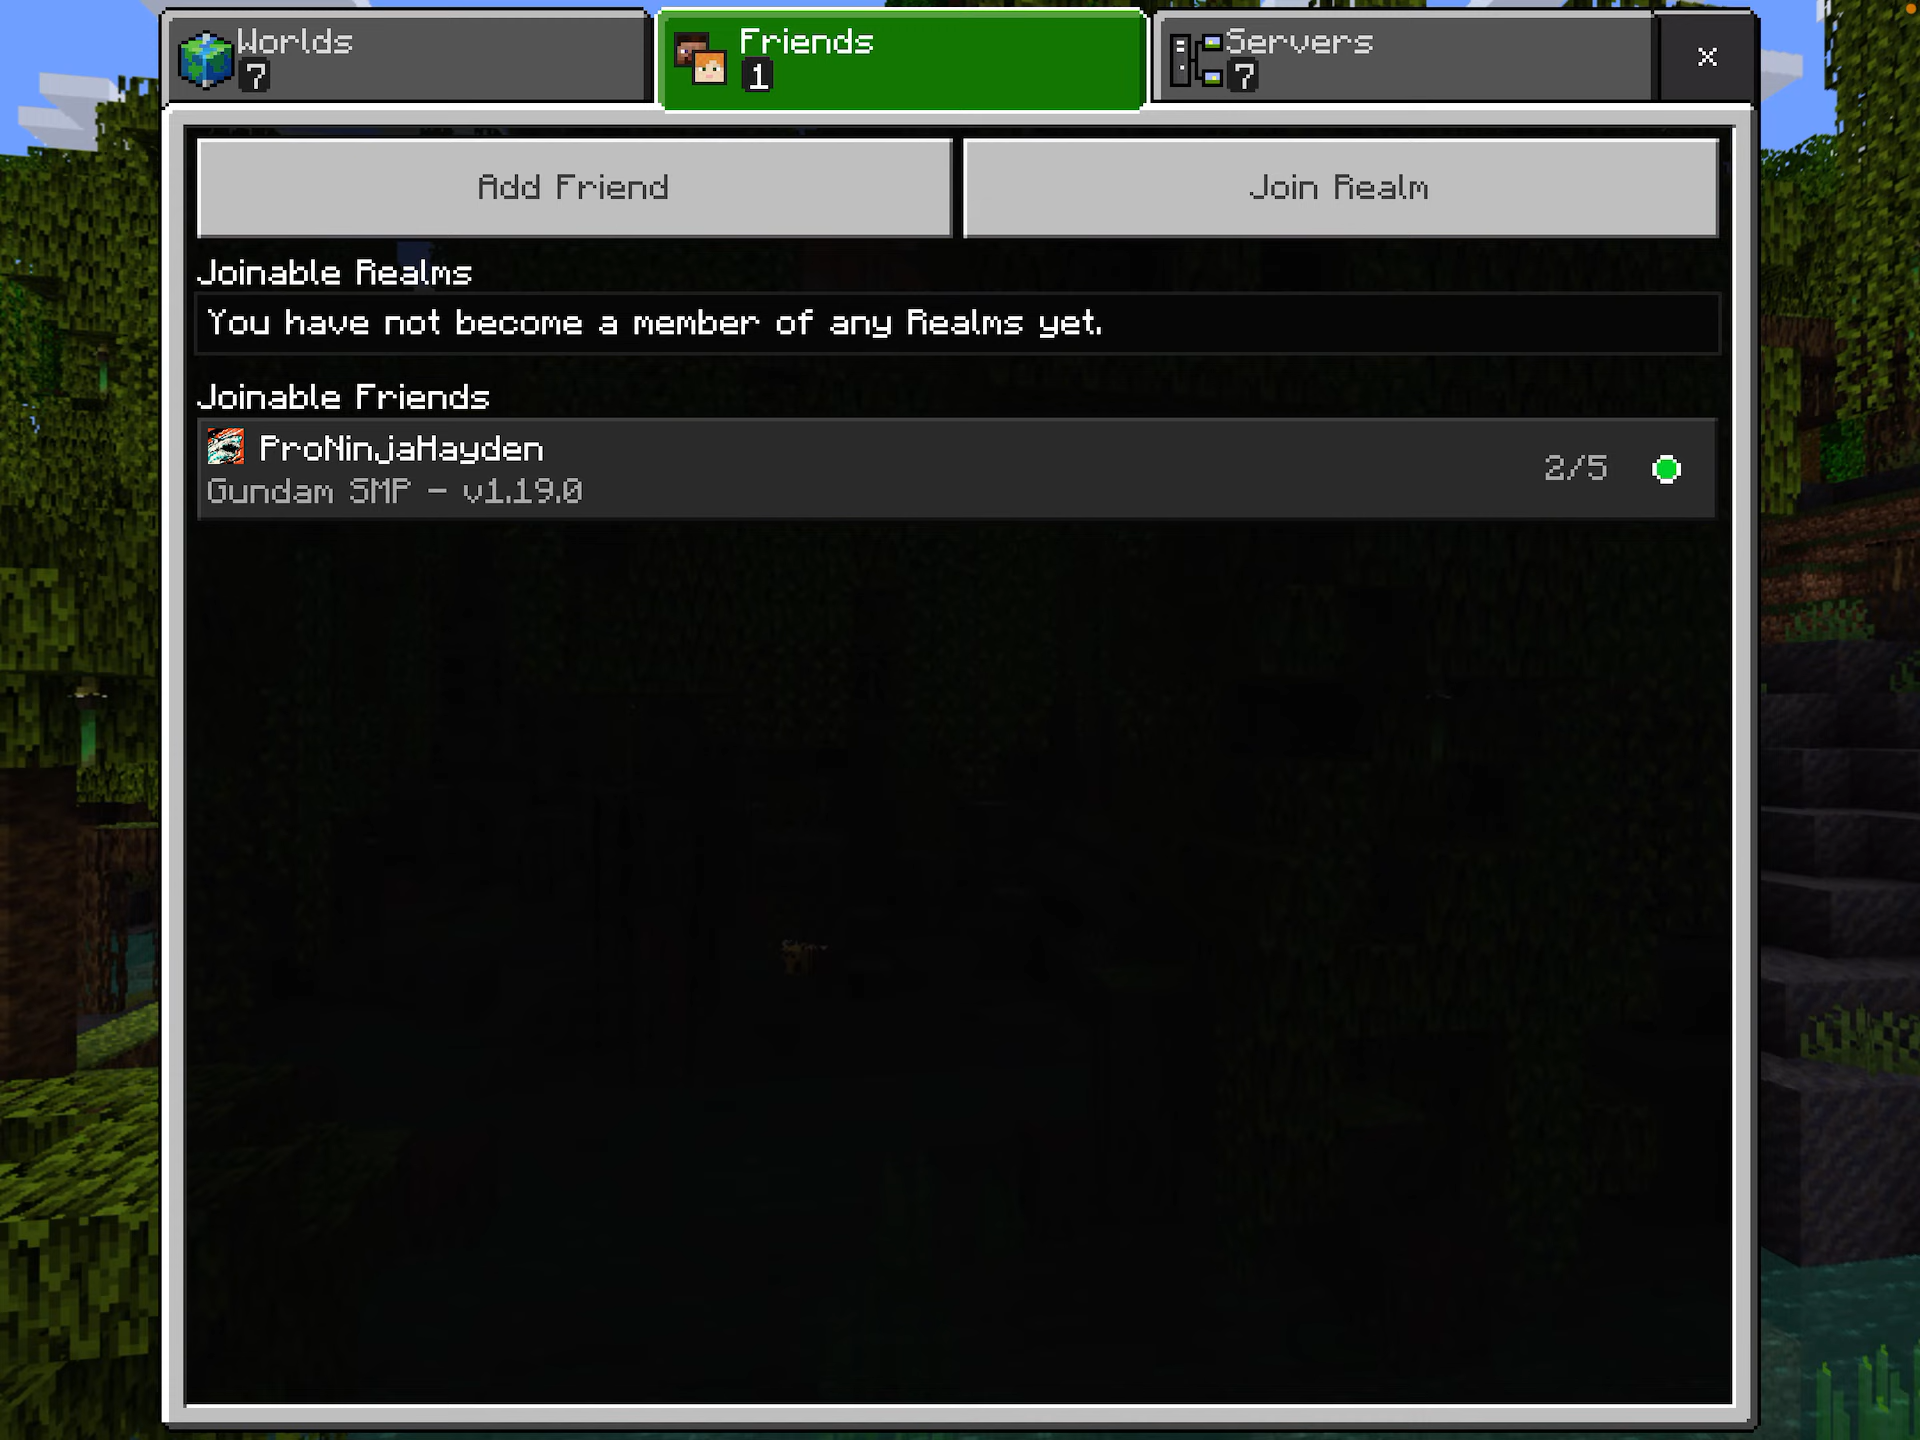 Worlds
7
Friends
1
Servers
7
Add Friend
Join Realm
Joinable Realms
You have not become a member of any Realms yet.
Joinable Friends
ProNinjaHayden
2/5
Gundam SMP - v1.19.0